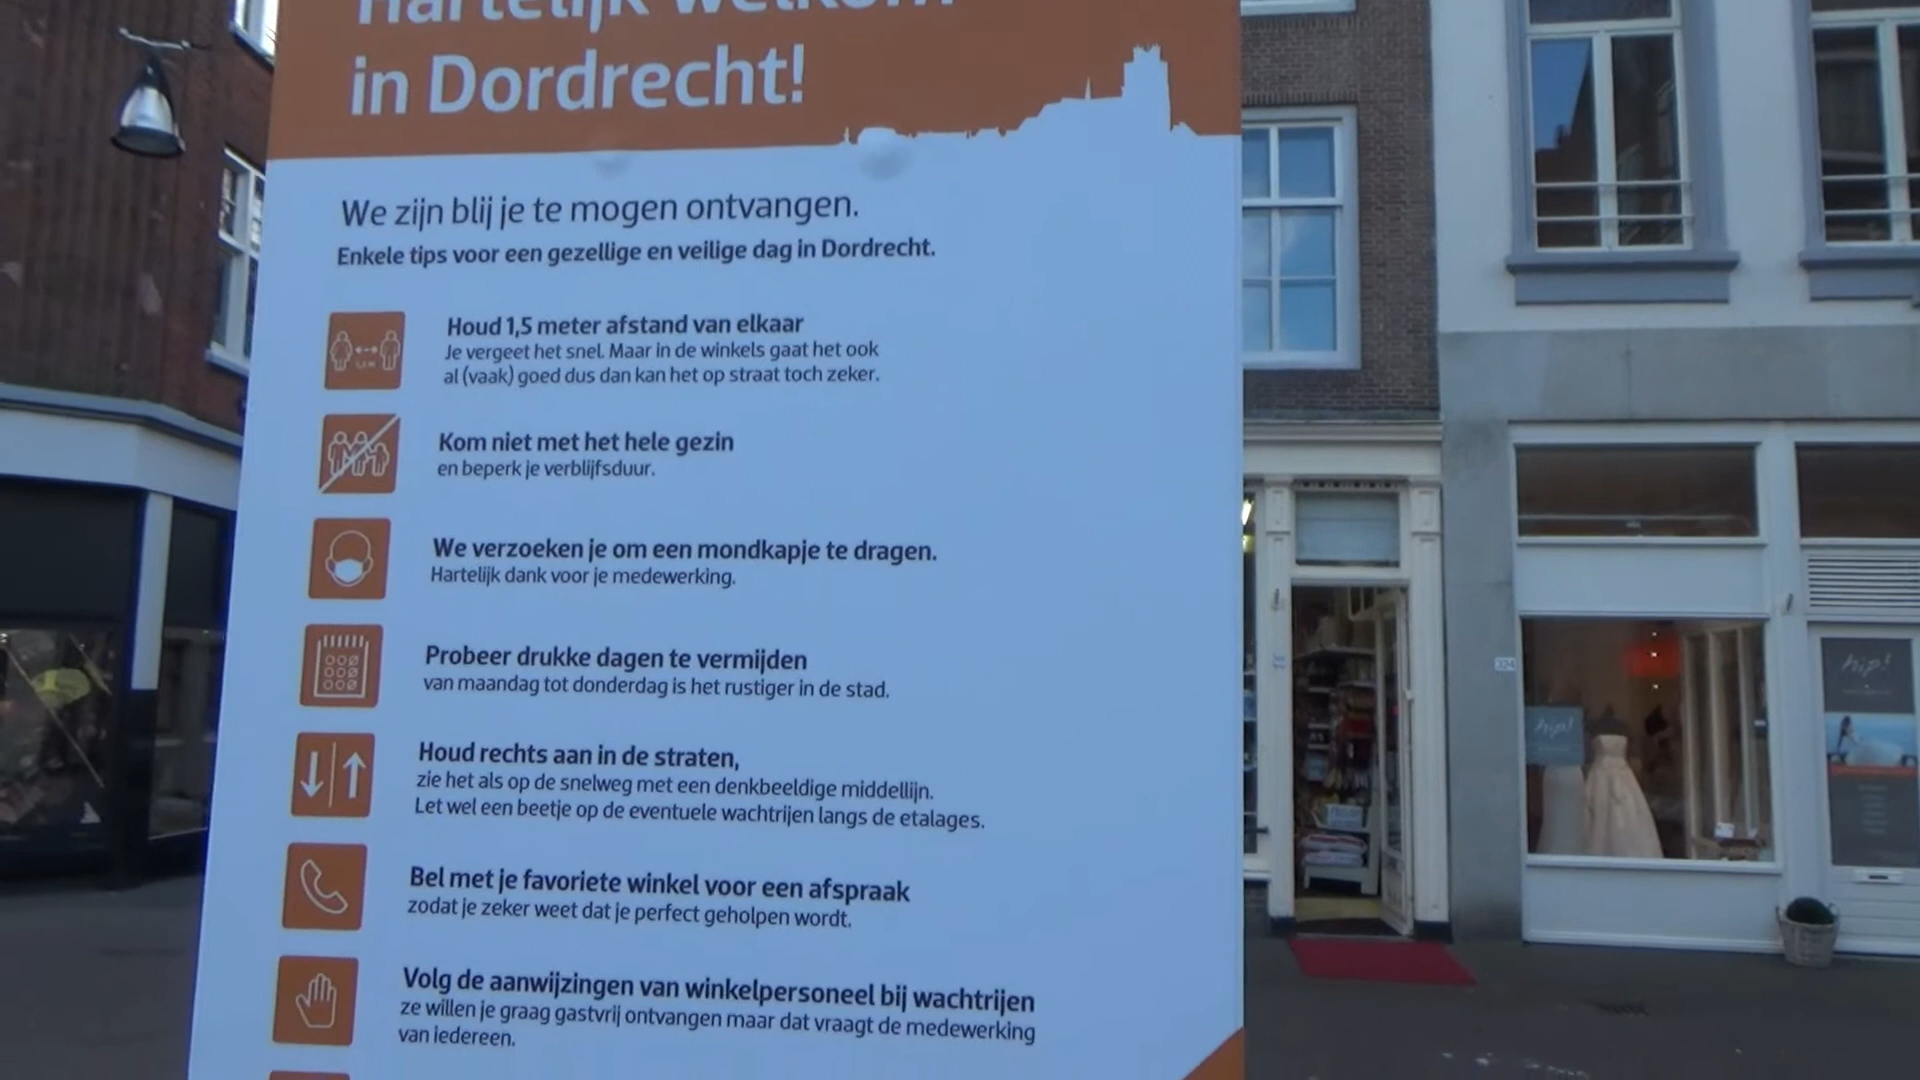 Hartelijk welkom
in Dordrecht!
We zijn blij je te mogen ontvangen.
Enkele tips voor een gezellige en veilige dag in Dordrecht.
Houd 1,5 meter afstand van elkaar
Je vergeet het snel. Maar in de winkels gaat het ook
al (vaak) goed dus dan kan het op straat toch zeker.
Kom niet met het hele gezin
en beperk je verblijfsduur.
We verzoeken je om een mondkapje te dragen.
Hartelijk dank voor je medewerking.
Probeer drukke dagen te vermijden
van maandag tot donderdag is het rustiger in de stad.
Houd rechts aan in de straten,
zie het als op de snelweg met een denkbeeldige middellijn.
Let wel een beetje op de eventuele wachtrijen langs de etalages.
Bel met je favoriete winkel voor een afspraak
zodat je zeker weet dat je perfect geholpen wordt.
Volg de aanwijzingen van winkelpersoneel bij wachtrijen
ze willen je graag gastvrij ontvangen maar dat vraagt de medewerking
van iedereen.
hip!
hip!